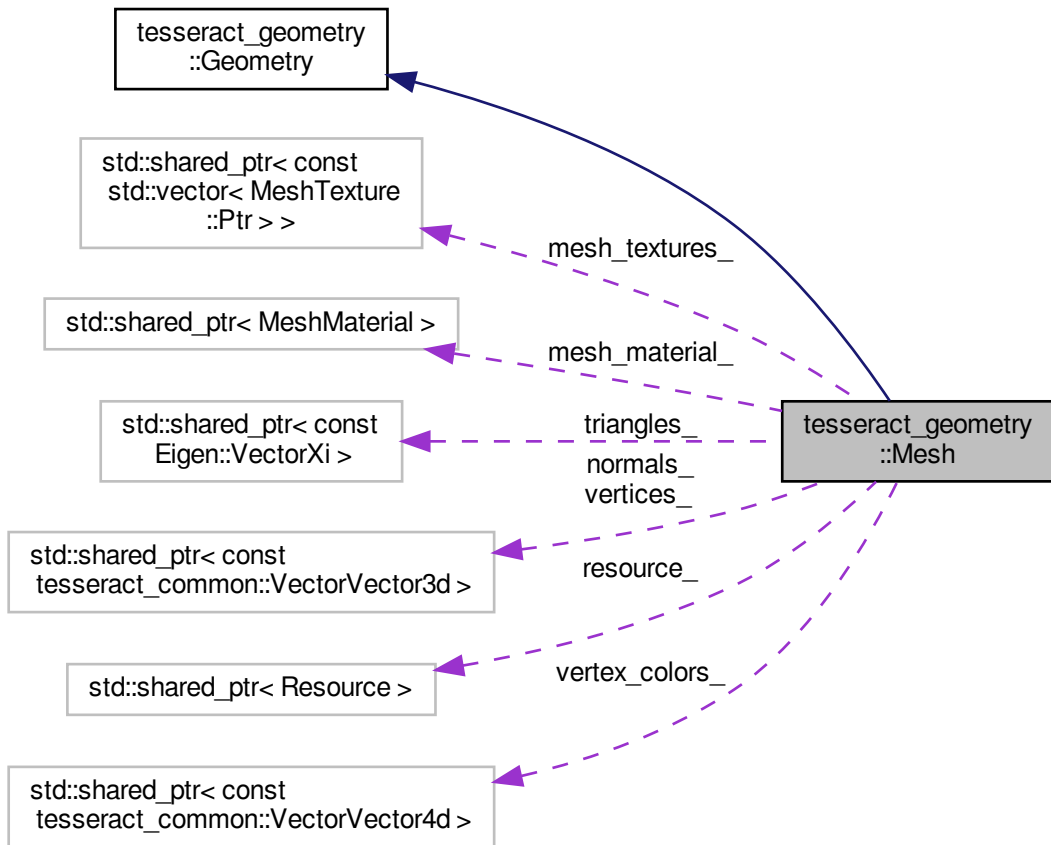 tesseract_geometry
::Geometry
std::shared_ptr< const
std::vector< MeshTexture
::Ptr > >
mesh_textures_
std::shared_ptr< MeshMaterial >
mesh_material_
std::shared_ptr< const
Eigen::VectorXi >
triangles_
tesseract_geometry
::Mesh
normals_
vertices_
std::shared_ptr< const
tesseract_common::VectorVector3d >
resource_
std::shared_ptr< Resource >
vertex_colors_
std::shared_ptr< const
tesseract_common::VectorVector4d >